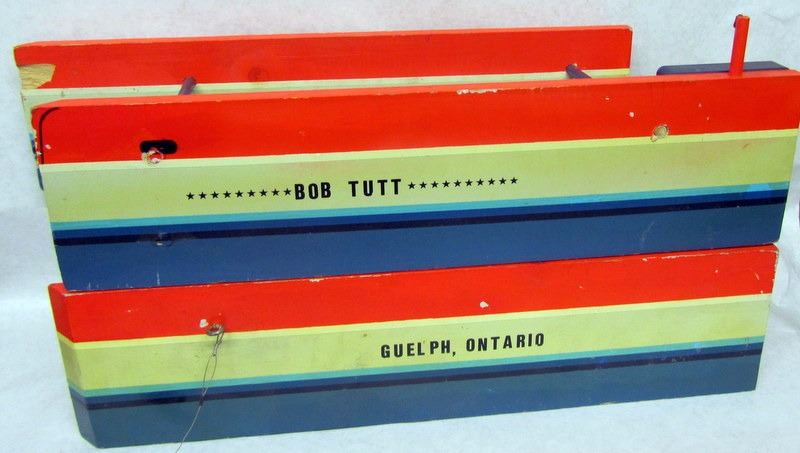 ★★★★★★★★★BOB TUTT★★★★★★★★★★
GUELPH, ONTARIO